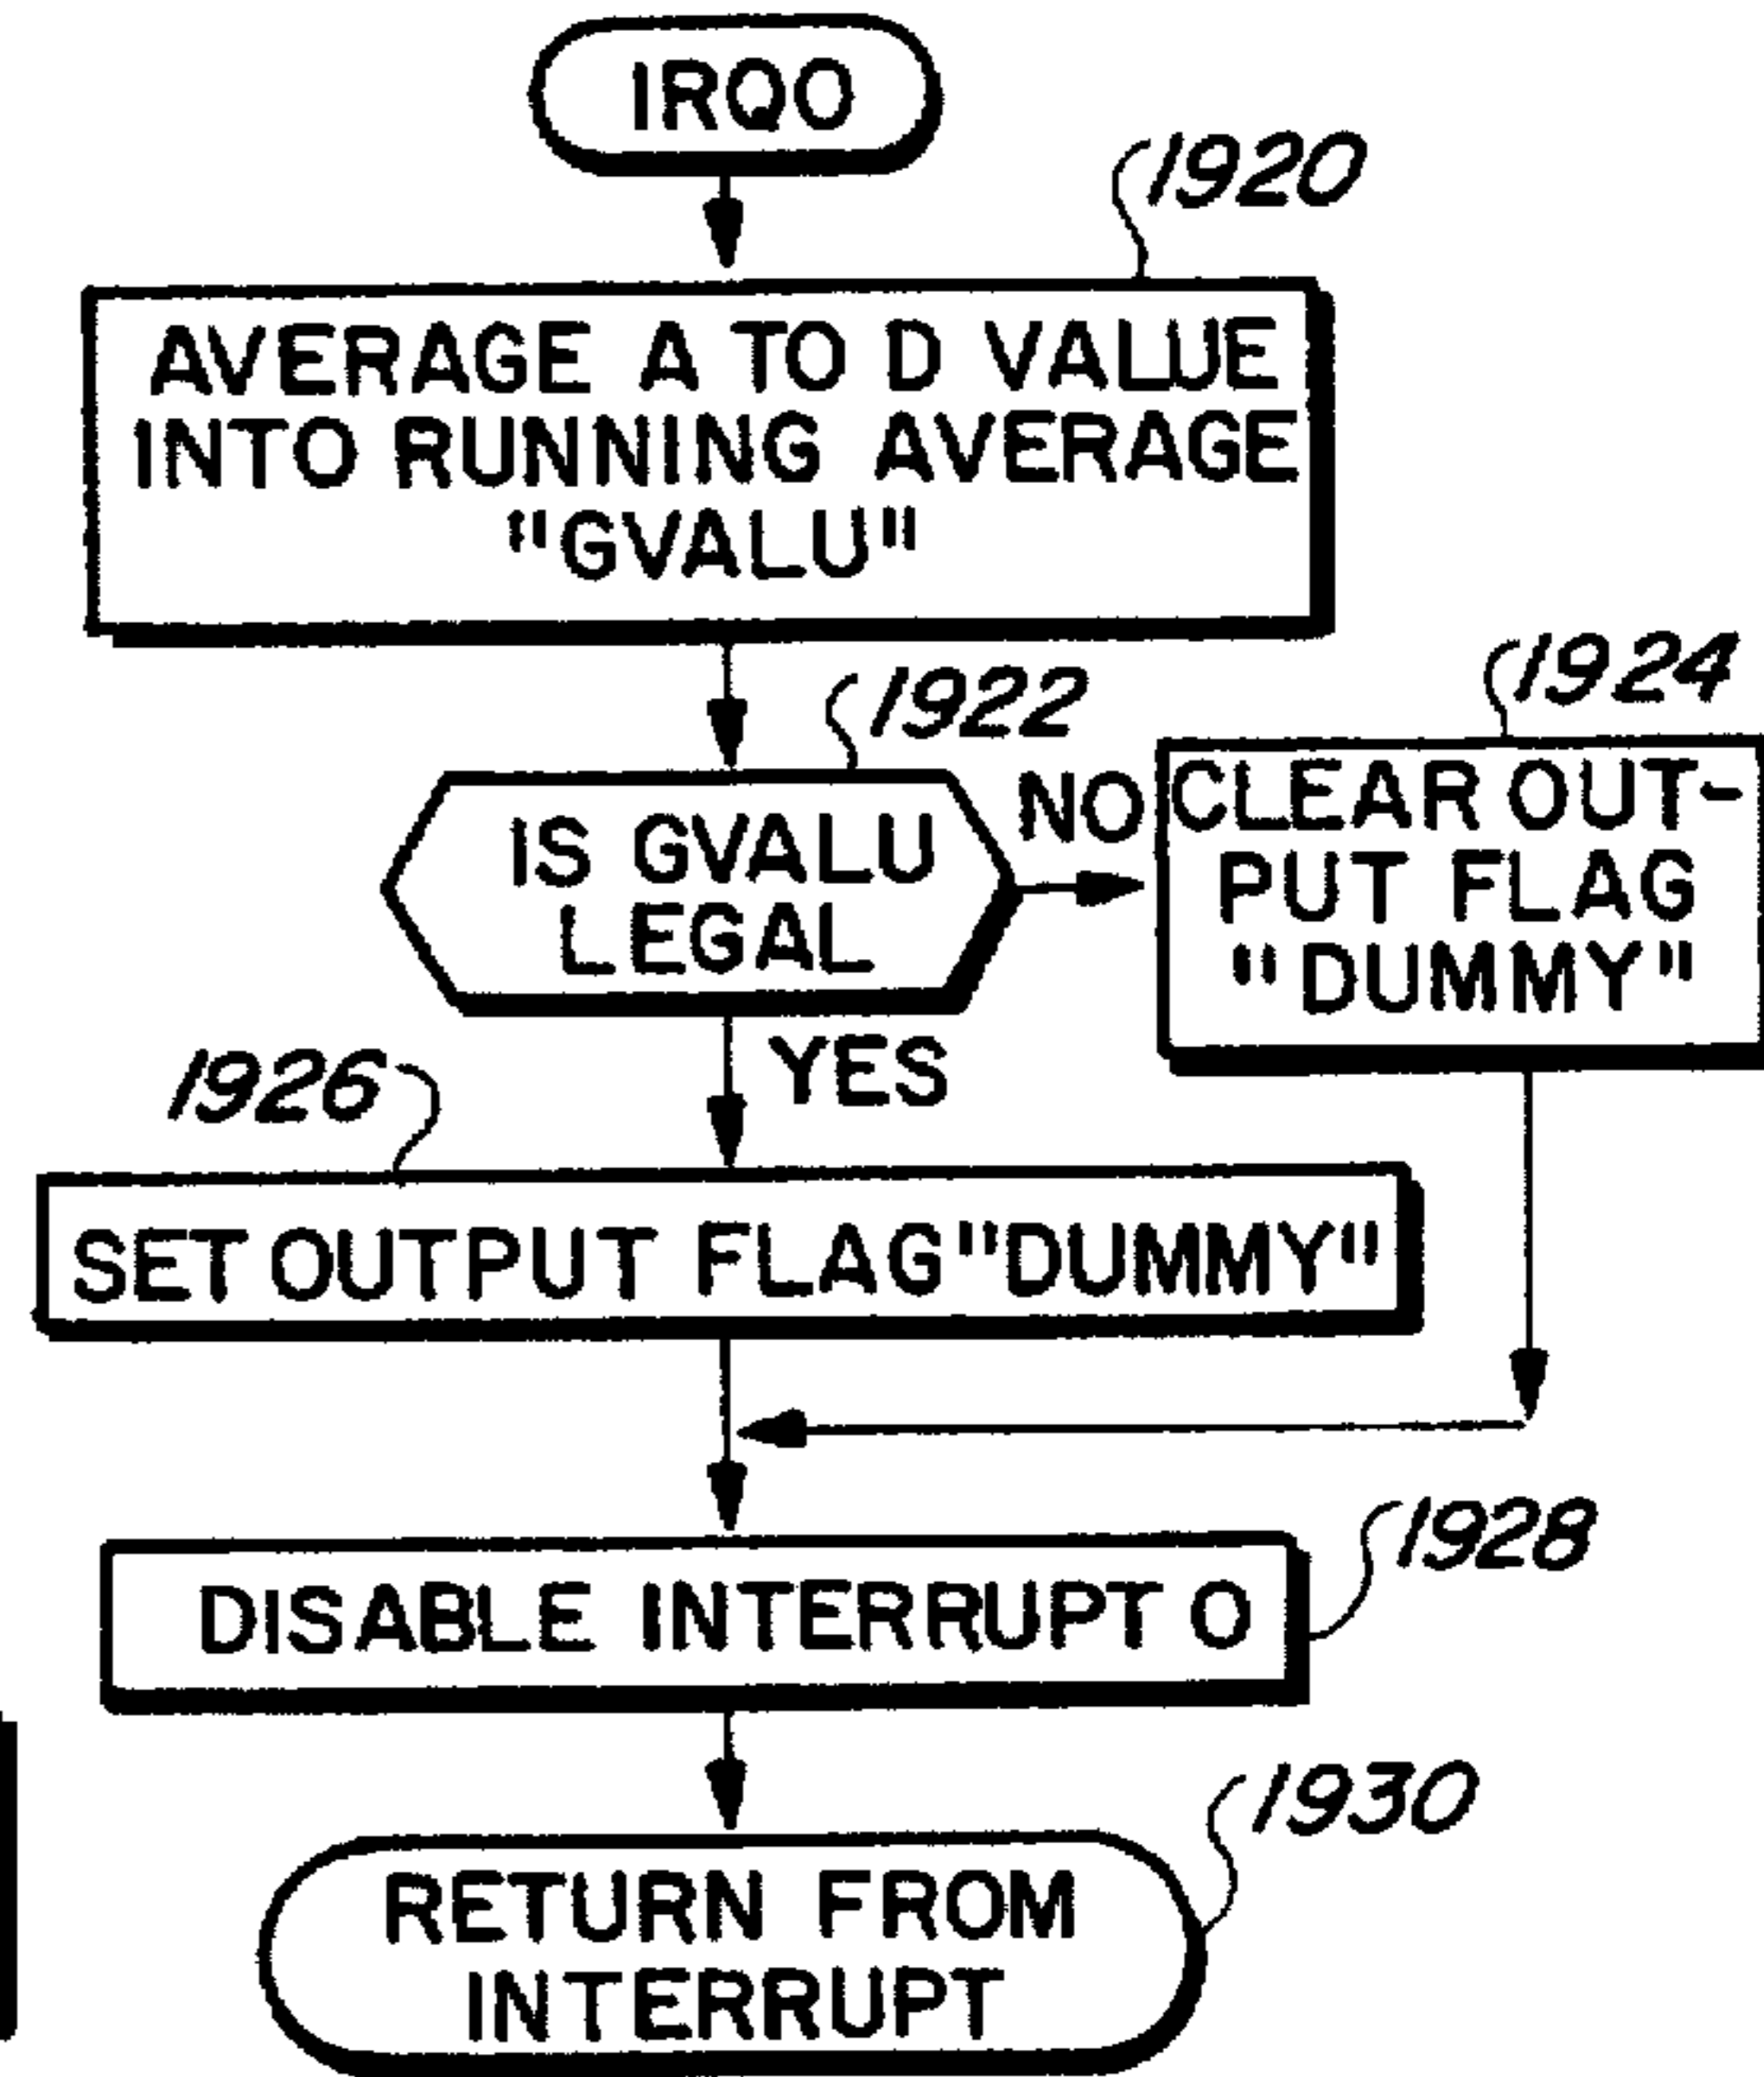 IRQO
1920
AVERAGE A TO D VALUE
INTO RUNNING AVERAGE
"GVALU"
1922
1924
IS GVALU
LEGAL
NO
CLEAR OUT-
PUT FLAG
"DUMMY"
YES
1926
SET OUTPUT FLAG "DUMMY"
1928
DISABLE INTERRUPT O
1930
RETURN FROM
INTERRUPT